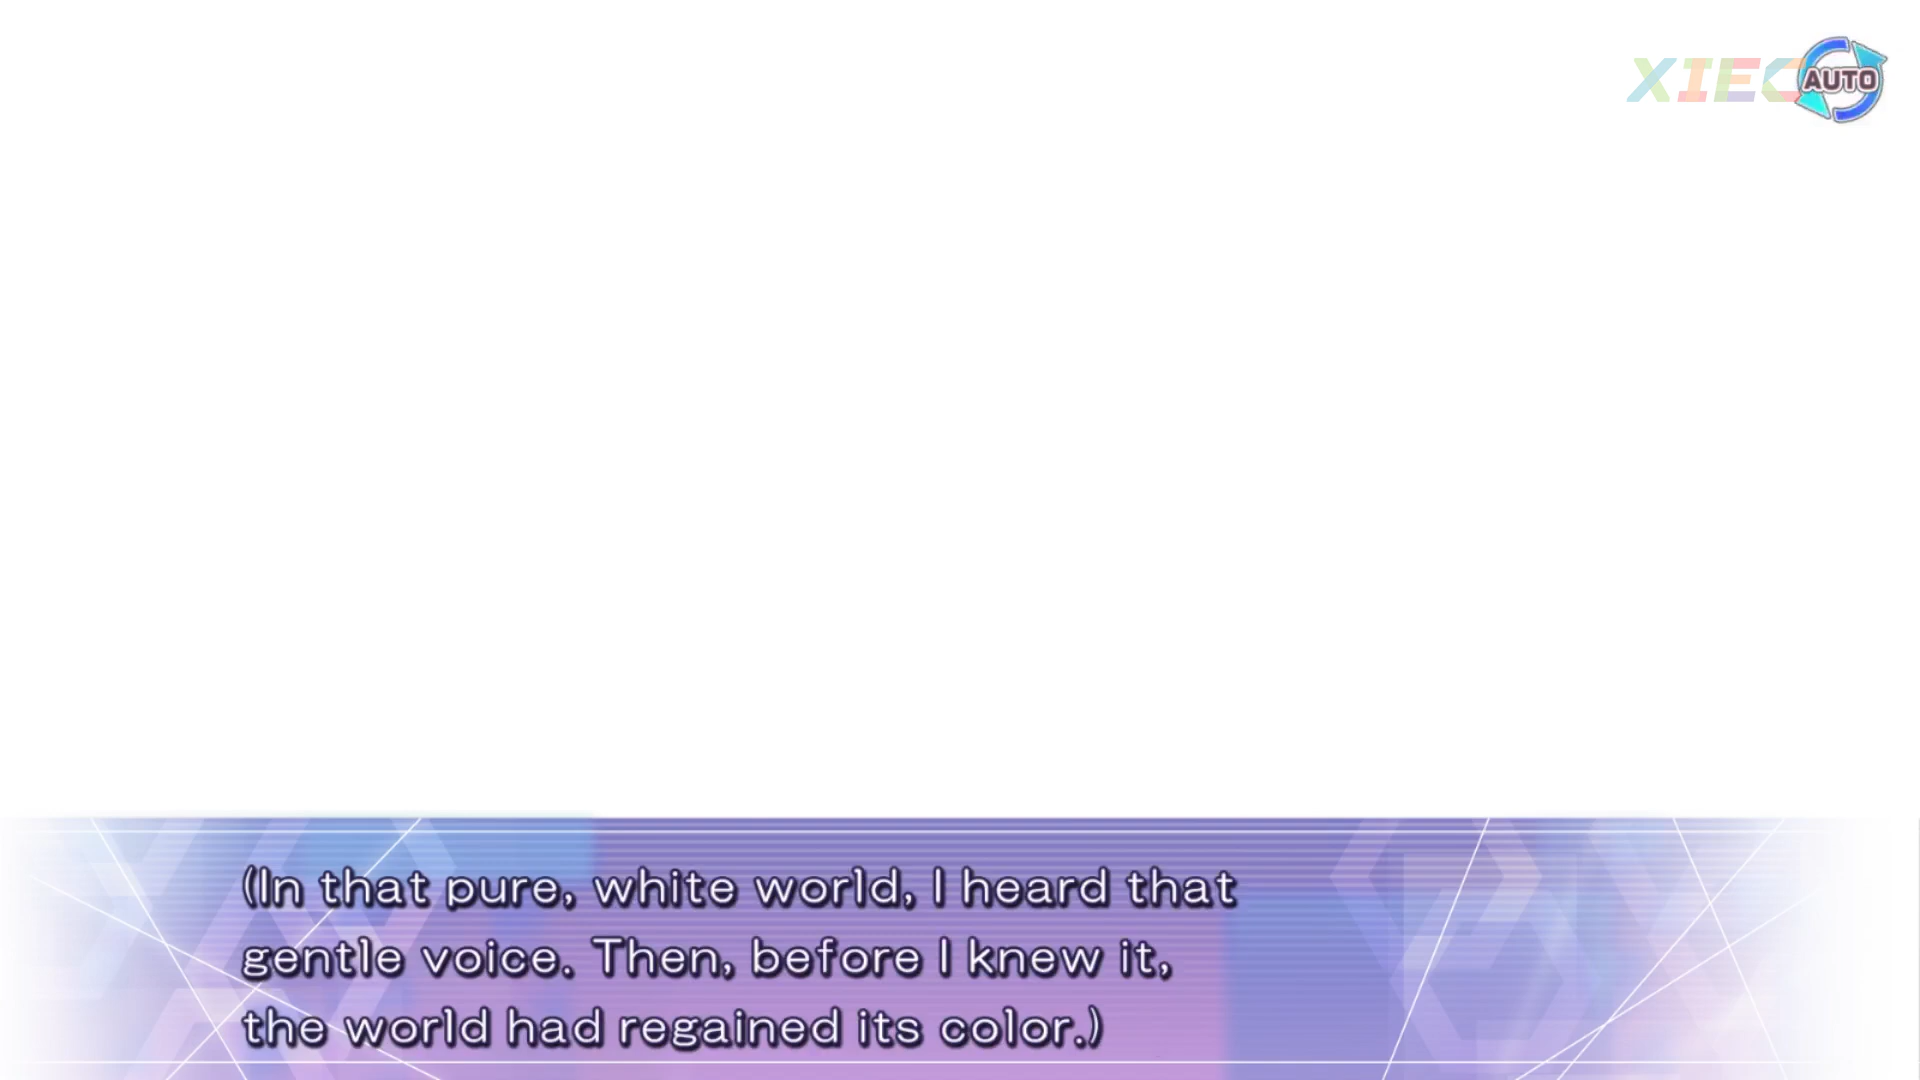 XIEC
AUTO
(In that pure, white world, I heard that
gentle voice. Then, before I knew it,
the world had regained its color.)